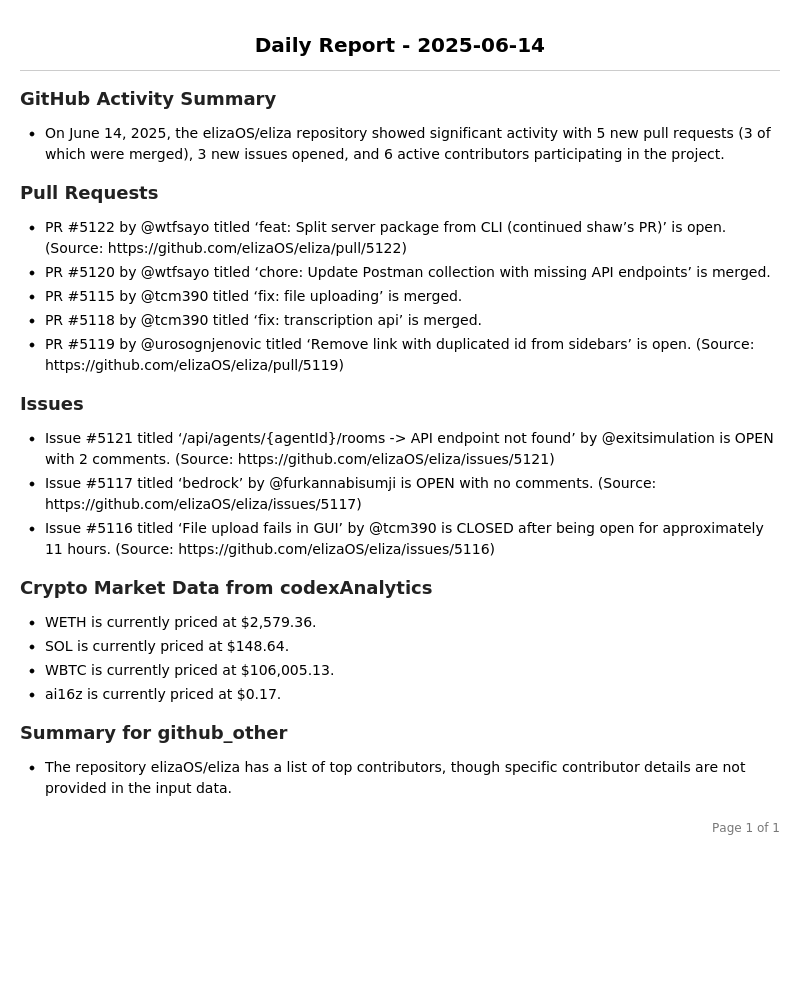 Daily Report - 2025-06-14
GitHub Activity Summary
• On June 14, 2025, the elizaOS/eliza repository showed significant activity with 5 new pull requests (3 of
which were merged), 3 new issues opened, and 6 active contributors participating in the project.
Pull Requests
• PR #5122 by @wtfsayo titled ‘feat: Split server package from CLI (continued shaw’s PR)’ is open.
(Source: https://github.com/elizaOS/eliza/pull/5122)
• PR #5120 by @wtfsayo titled ‘chore: Update Postman collection with missing API endpoints’ is merged.
• PR #5115 by @tcm390 titled ‘fix: file uploading’ is merged.
• PR #5118 by @tcm390 titled ‘fix: transcription api’ is merged.
• PR #5119 by @urosognjenovic titled ‘Remove link with duplicated id from sidebars’ is open. (Source:
https://github.com/elizaOS/eliza/pull/5119)
Issues
• Issue #5121 titled ‘/api/agents/{agentId}/rooms -> API endpoint not found’ by @exitsimulation is OPEN
with 2 comments. (Source: https://github.com/elizaOS/eliza/issues/5121)
• Issue #5117 titled ‘bedrock’ by @furkannabisumji is OPEN with no comments. (Source:
https://github.com/elizaOS/eliza/issues/5117)
• Issue #5116 titled ‘File upload fails in GUI’ by @tcm390 is CLOSED after being open for approximately
11 hours. (Source: https://github.com/elizaOS/eliza/issues/5116)
Crypto Market Data from codexAnalytics
• WETH is currently priced at $2,579.36.
• SOL is currently priced at $148.64.
• WBTC is currently priced at $106,005.13.
• ai16z is currently priced at $0.17.
Summary for github_other
• The repository elizaOS/eliza has a list of top contributors, though specific contributor details are not
provided in the input data.
Page 1 of 1